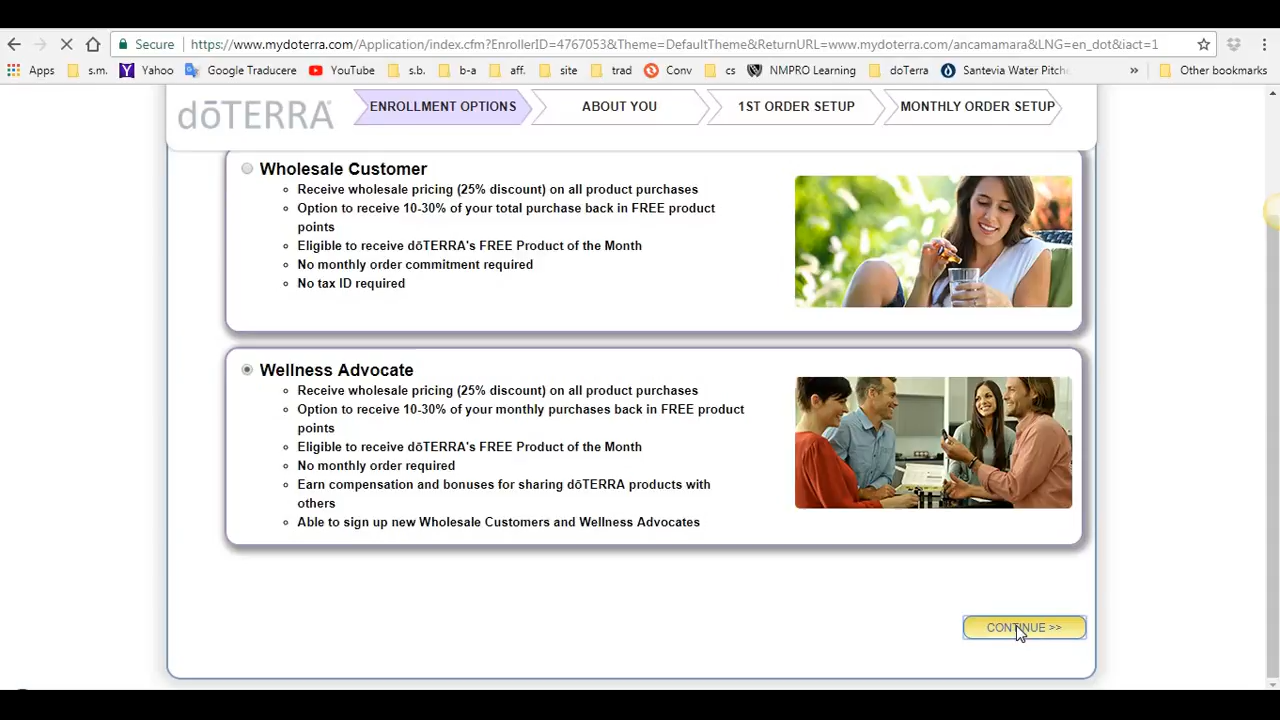 Secure
https://www.mydoterra.com/Application/index.cfm?EnrollerID=4767053&Theme=DefaultTheme&ReturnURL=www.mydoterra.com/ancamamara&LNG=en_dot&iact=1
Apps s.m. Yahoo Google Traducere YouTube s.b. b-a aff. site trad Conv cs NMPRO Learning doTerra Santevia Water Pitch » Other bookmarks
dōTERRA
ENROLLMENT OPTIONS ABOUT YOU 1ST ORDER SETUP MONTHLY ORDER SETUP
Wholesale Customer
Receive wholesale pricing (25% discount) on all product purchases
Option to receive 10-30% of your total purchase back in FREE product
points
Eligible to receive dōTERRA's FREE Product of the Month
No monthly order commitment required
No tax ID required
Wellness Advocate
Receive wholesale pricing (25% discount) on all product purchases
Option to receive 10-30% of your monthly purchases back in FREE product
points
Eligible to receive dōTERRA's FREE Product of the Month
No monthly order required
Earn compensation and bonuses for sharing dōTERRA products with
others
Able to sign up new Wholesale Customers and Wellness Advocates
CONTINUE >>